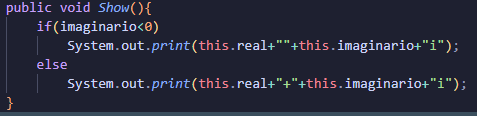 public void Show(){
if(imaginario<0)
System.out.print(this.real+""+this.imaginario+"i");
else
System.out.print(this.real+"+"+this.imaginario+"i");
}